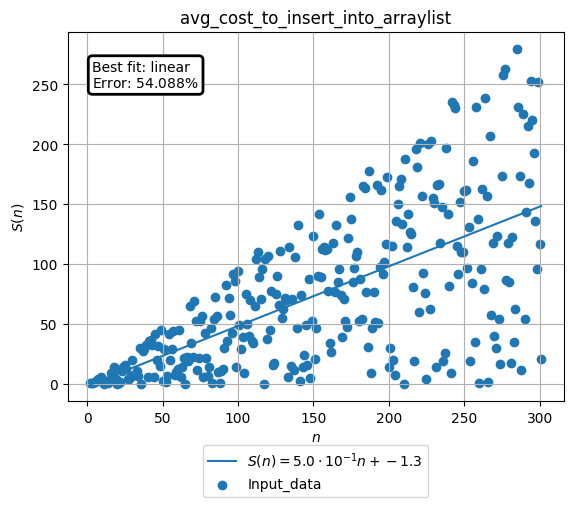 avg_cost_to_insert_into_arraylist
Best fit: linear
Error: 54.088%
250
200
150
100
50
0
S(n)
0 50 100 150 200 250 300
n
S(n) = 5.0 · 10⁻¹n + −1.3
Input_data